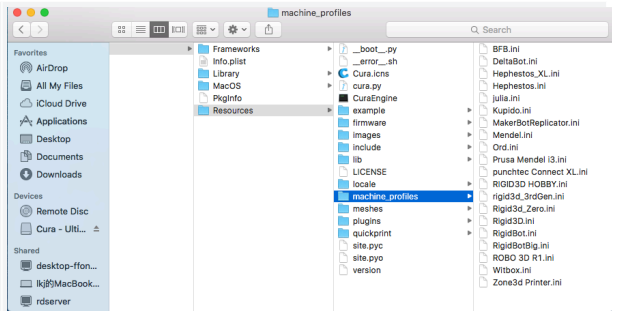 machine_profiles
Search
Favorites
AirDrop
All My Files
iCloud Drive
Applications
Desktop
Documents
Downloads
Devices
Remote Disc
Cura - Ulti...
Shared
desktop-ffon...
lkj的MacBook...
rdserver
Frameworks
Info.plist
Library
MacOS
PkgInfo
Resources
__boot__.py
__error__.sh
Cura.icns
cura.py
CuraEngine
example
firmware
images
include
lib
LICENSE
locale
machine_profiles
meshes
plugins
quickprint
site.pyc
site.pyo
version
BFB.ini
DeltaBot.ini
Hephestos_XL.ini
Hephestos.ini
julia.ini
Kupido.ini
MakerBotReplicator.ini
Mendel.ini
Ord.ini
Prusa Mendel i3.ini
punchtec Connect XL.ini
RIGID3D HOBBY.ini
rigid3d_3rdGen.ini
Rigid3d_Zero.ini
Rigid3D.ini
RigidBot.ini
RigidBotBig.ini
ROBO 3D R1.ini
Witbox.ini
Zone3d Printer.ini